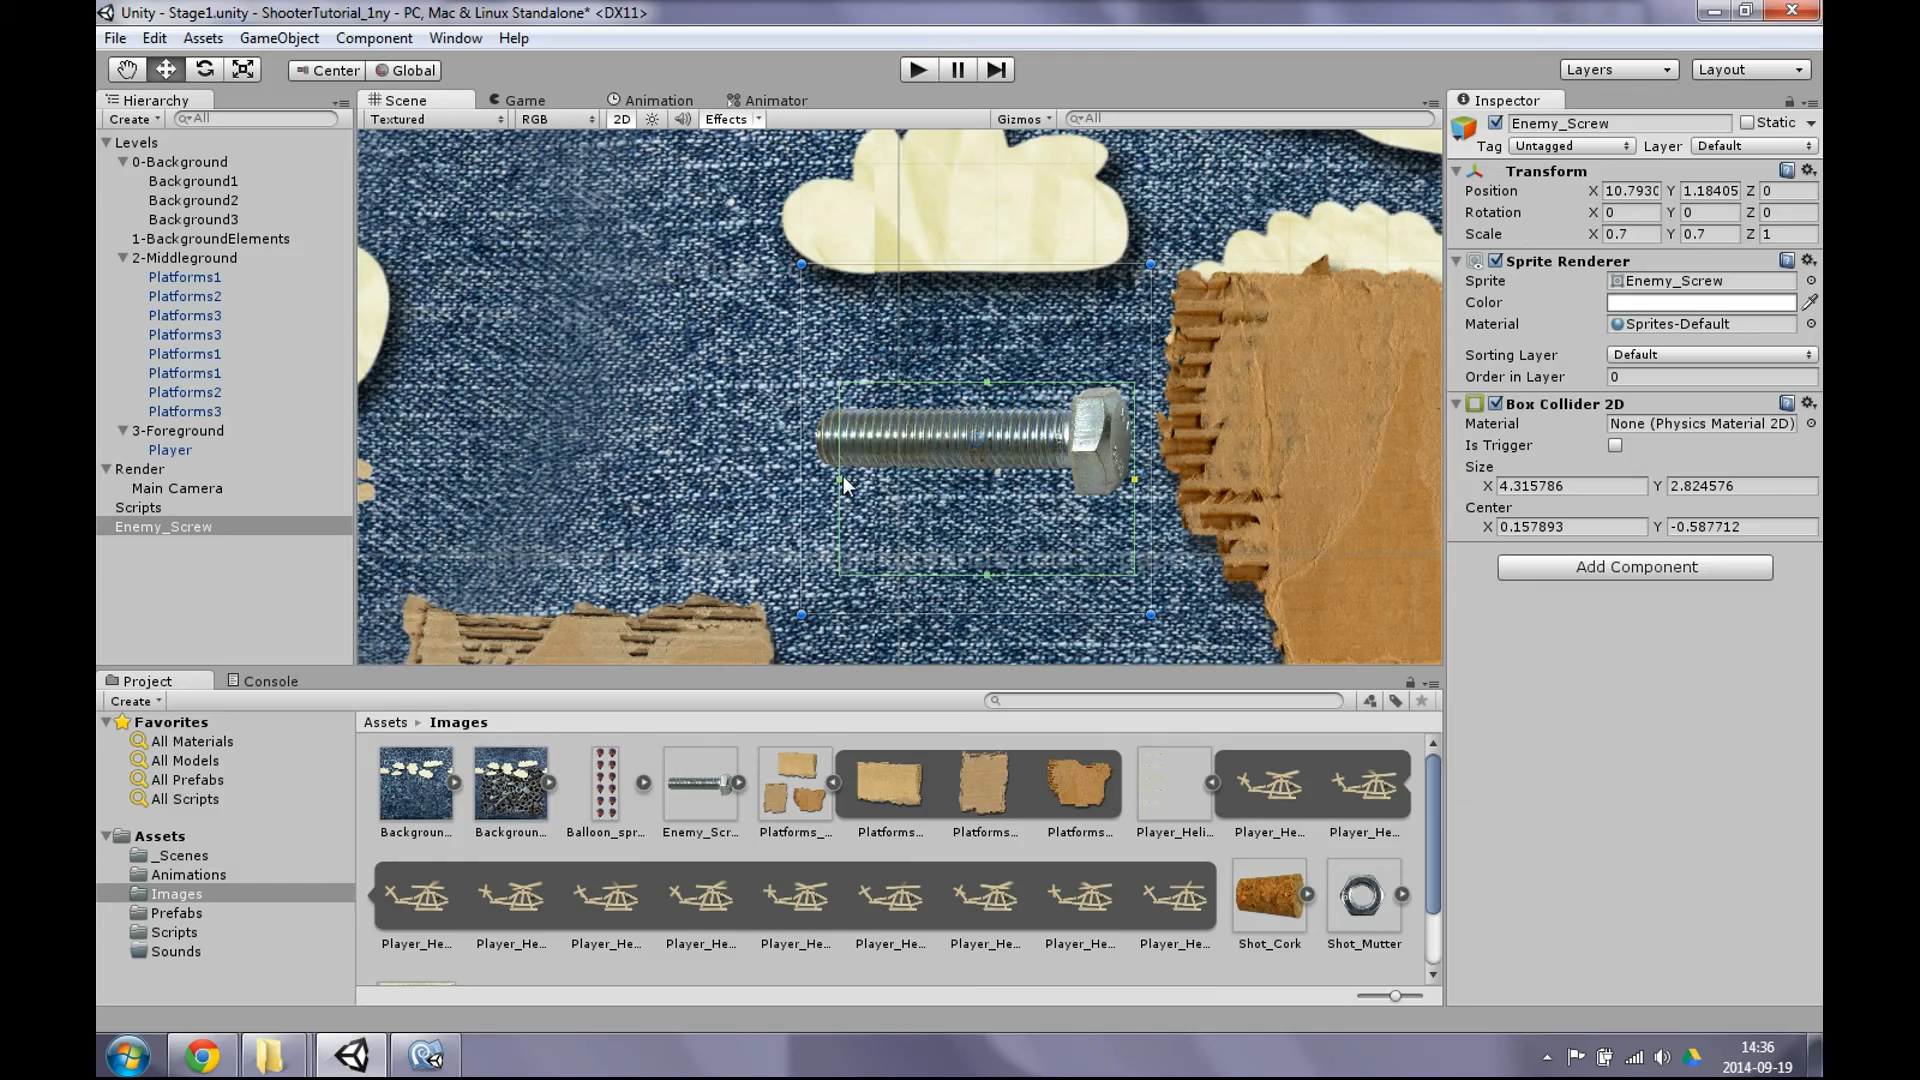 Unity - Stage1.unity - ShooterTutorial_1ny - PC, Mac & Linux Standalone* <DX11>
File Edit Assets GameObject Component Window Help
Center Global Layers Layout
Hierarchy Scene Game Animation Animator Inspector
Create All Textured RGB 2D Effects Gizmos All
Enemy_Screw Static
Tag Untagged Layer Default
Levels
0-Background
Background1
Background2
Background3
1-BackgroundElements
2-Middleground
Platforms1
Platforms2
Platforms3
Platforms3
Platforms1
Platforms1
Platforms2
Platforms3
3-Foreground
Player
Render
Main Camera
Scripts
Enemy_Screw
Transform
Position X 10.7930 Y 1.18405 Z 0
Rotation X 0 Y 0 Z 0
Scale X 0.7 Y 0.7 Z 1
Sprite Renderer
Sprite Enemy_Screw
Color
Material Sprites-Default
Sorting Layer Default
Order in Layer 0
Box Collider 2D
Material None (Physics Material 2D)
Is Trigger
Size
X 4.315786 Y 2.824576
Center
X 0.157893 Y -0.587712
Add Component
Project Console
Create
Favorites
All Materials
All Models
All Prefabs
All Scripts
Assets
_Scenes
Animations
Images
Prefabs
Scripts
Sounds
Assets Images
Backgroun... Backgroun... Balloon_spr... Enemy_Scr... Platforms_... Platforms... Platforms... Platforms... Player_Heli... Player_He... Player_He...
Player_He... Player_He... Player_He... Player_He... Player_He... Player_He... Player_He... Player_He... Player_He... Shot_Cork Shot_Mutter
14:36
2014-09-19